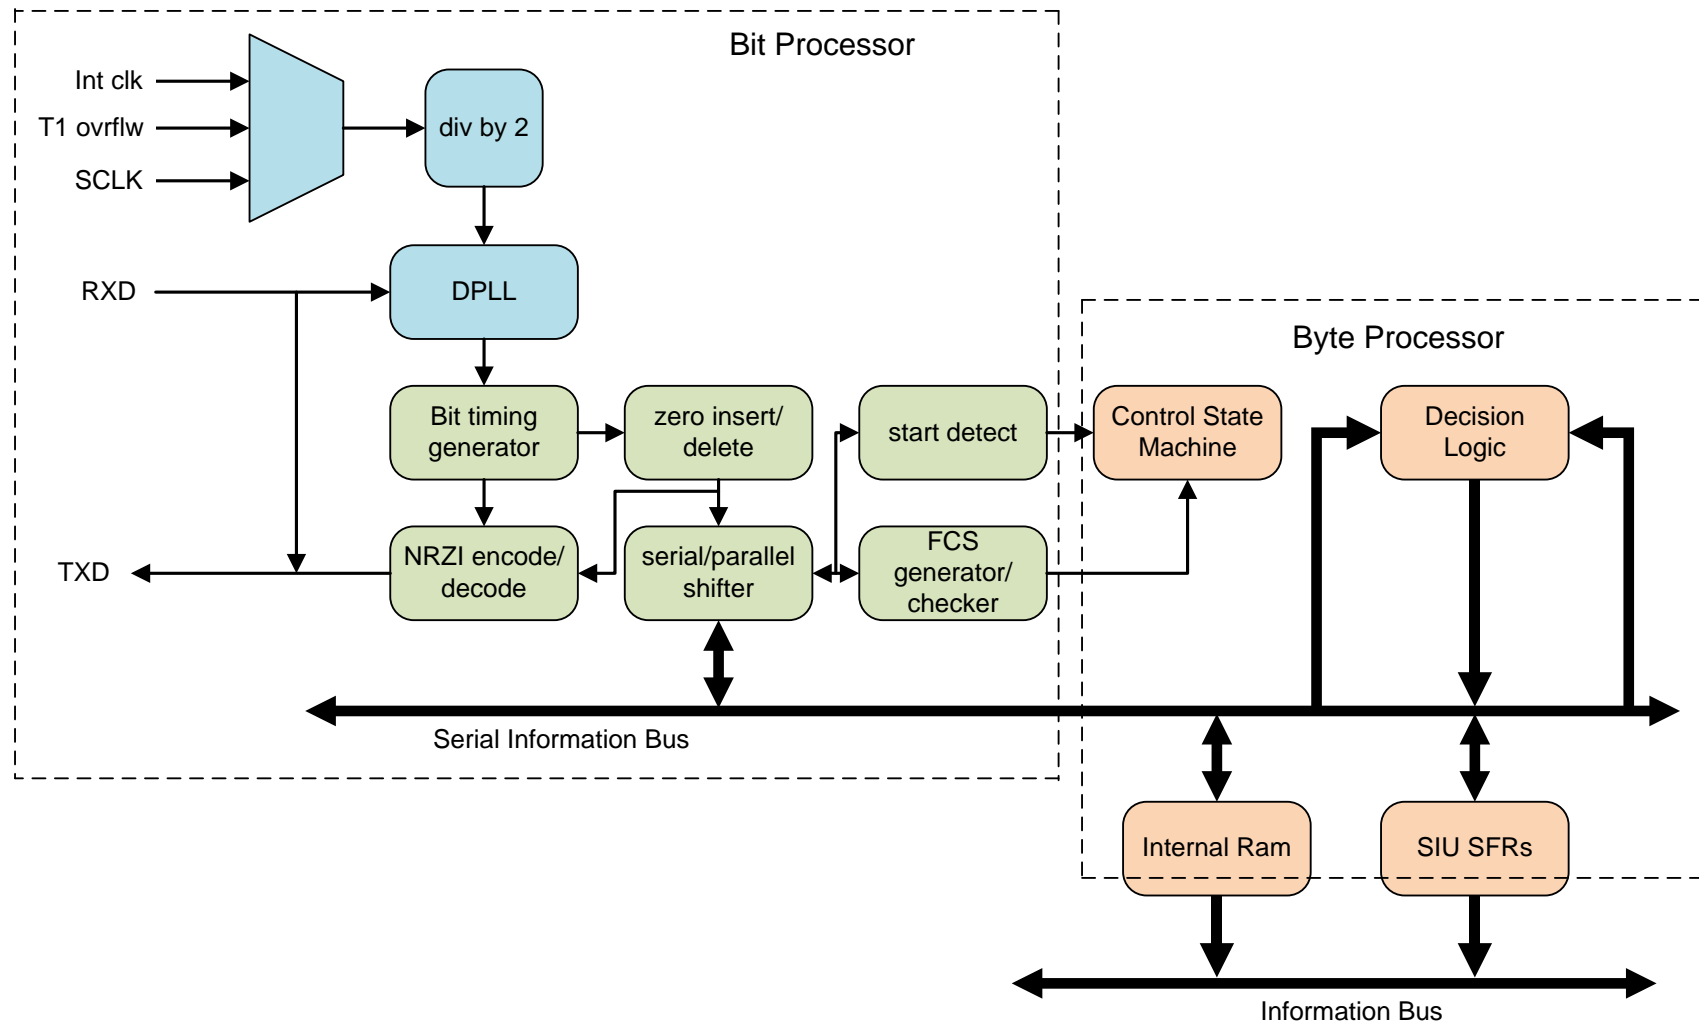 Bit Processor
Int clk
T1 ovrflw
SCLK
div by 2
RXD
DPLL
Byte Processor
Bit timing
generator
zero insert/
delete
start detect
Control State
Machine
Decision
Logic
TXD
NRZI encode/
decode
serial/parallel
shifter
FCS
generator/
checker
Serial Information Bus
Internal Ram
SIU SFRs
Information Bus